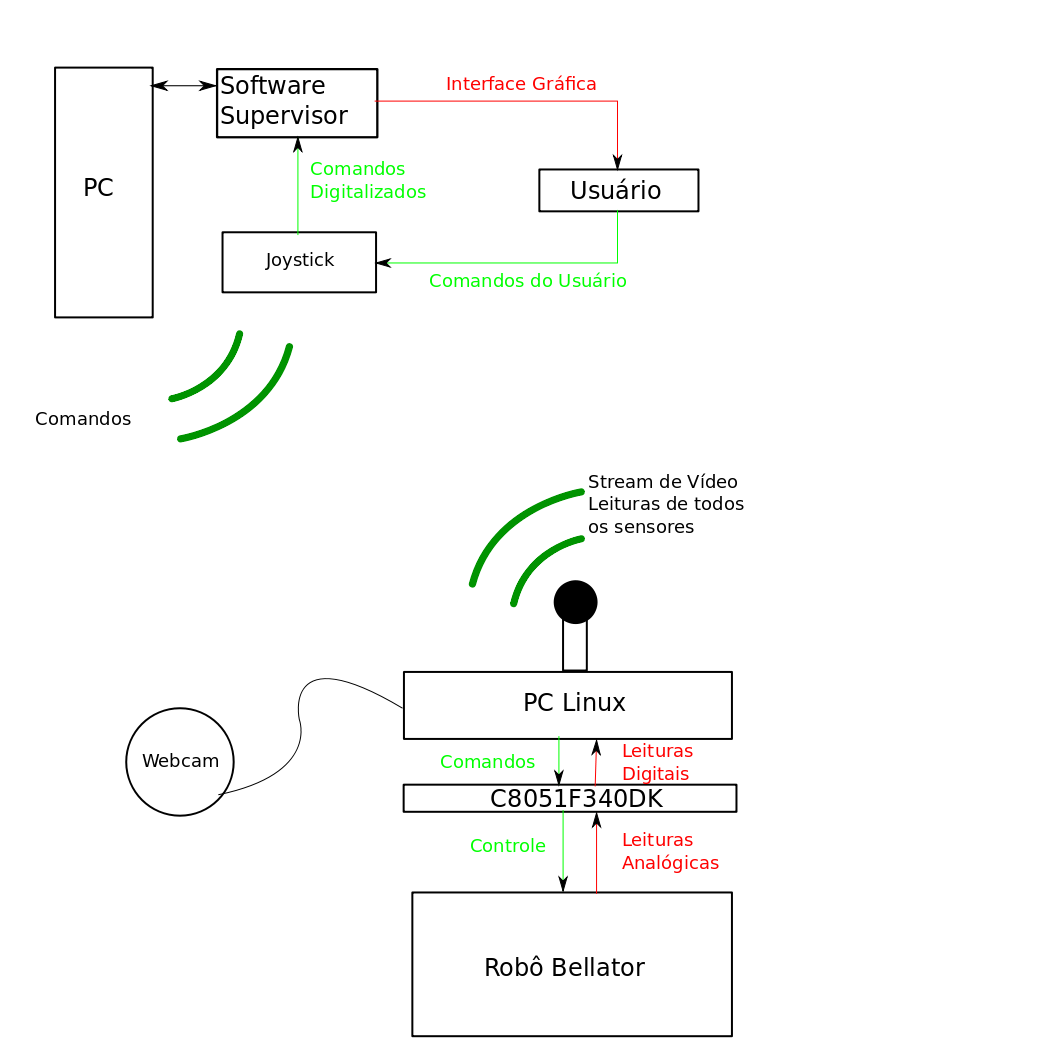 Software
Supervisor
Interface Gráfica
PC
Comandos
Digitalizados
Usuário
Joystick
Comandos do Usuário
Comandos
Stream de Vídeo
Leituras de todos
os sensores
PC Linux
Webcam
Comandos
Leituras
Digitais
C8051F340DK
Controle
Leituras
Analógicas
Robô Bellator